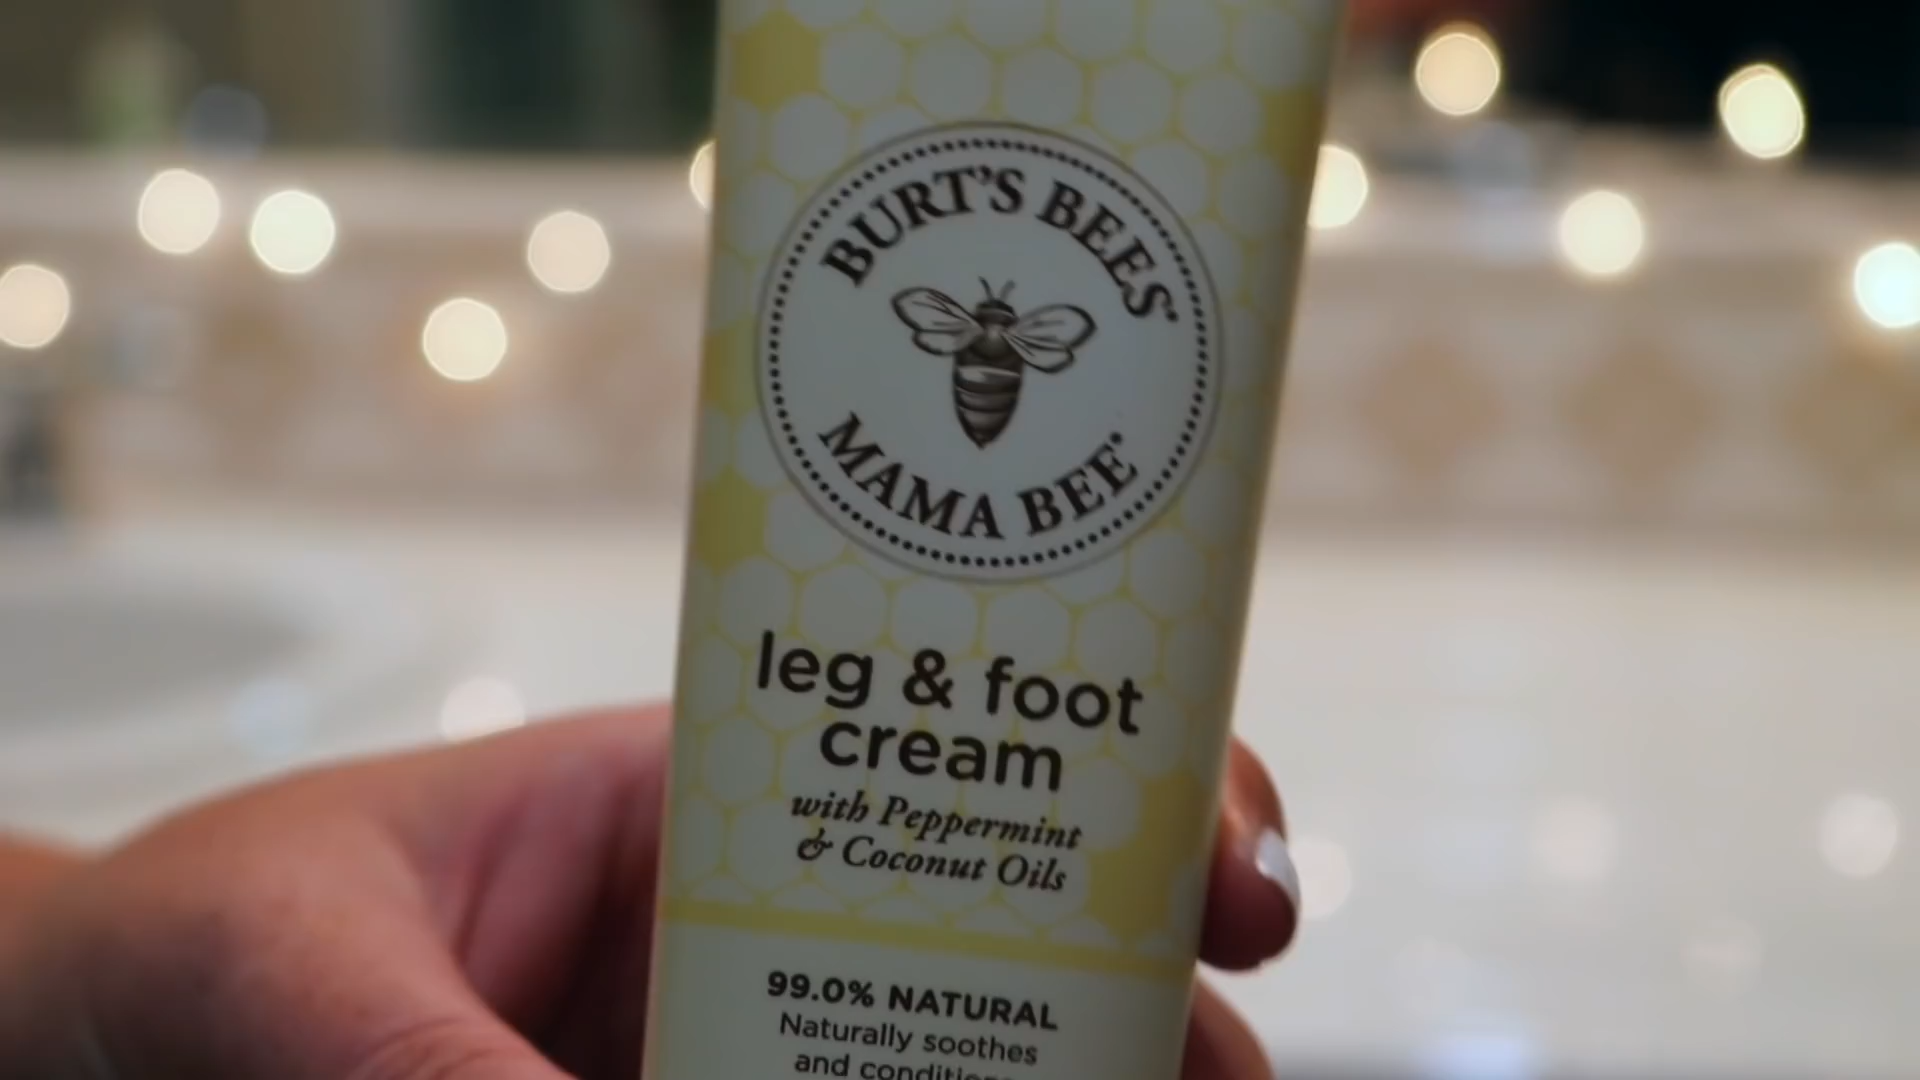 BURT'S BEES®
MAMA BEE®
leg & foot
cream
with Peppermint
& Coconut Oils
99.0% NATURAL
Naturally soothes
and